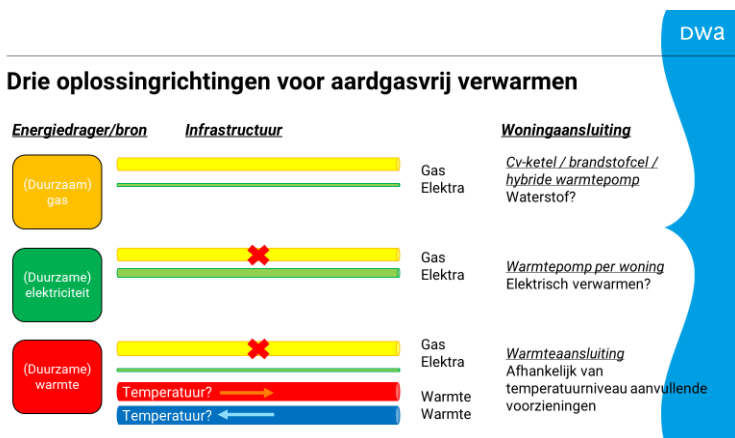 DWA
Drie oplossingrichtingen voor aardgasvrij verwarmen
Energiedrager/bron Infrastructuur Woningaansluiting
(Duurzaam)
gas
Gas
Elektra
Cv-ketel / brandstofcel /
hybride warmtepomp
Waterstof?
(Duurzame)
elektriciteit
Gas
Elektra
Warmtepomp per woning
Elektrisch verwarmen?
(Duurzame)
warmte
Gas
Elektra
Temperatuur?
Temperatuur?
Warmte
Warmte
Warmteaansluiting
Afhankelijk van
temperatuurniveau aanvullende
voorzieningen